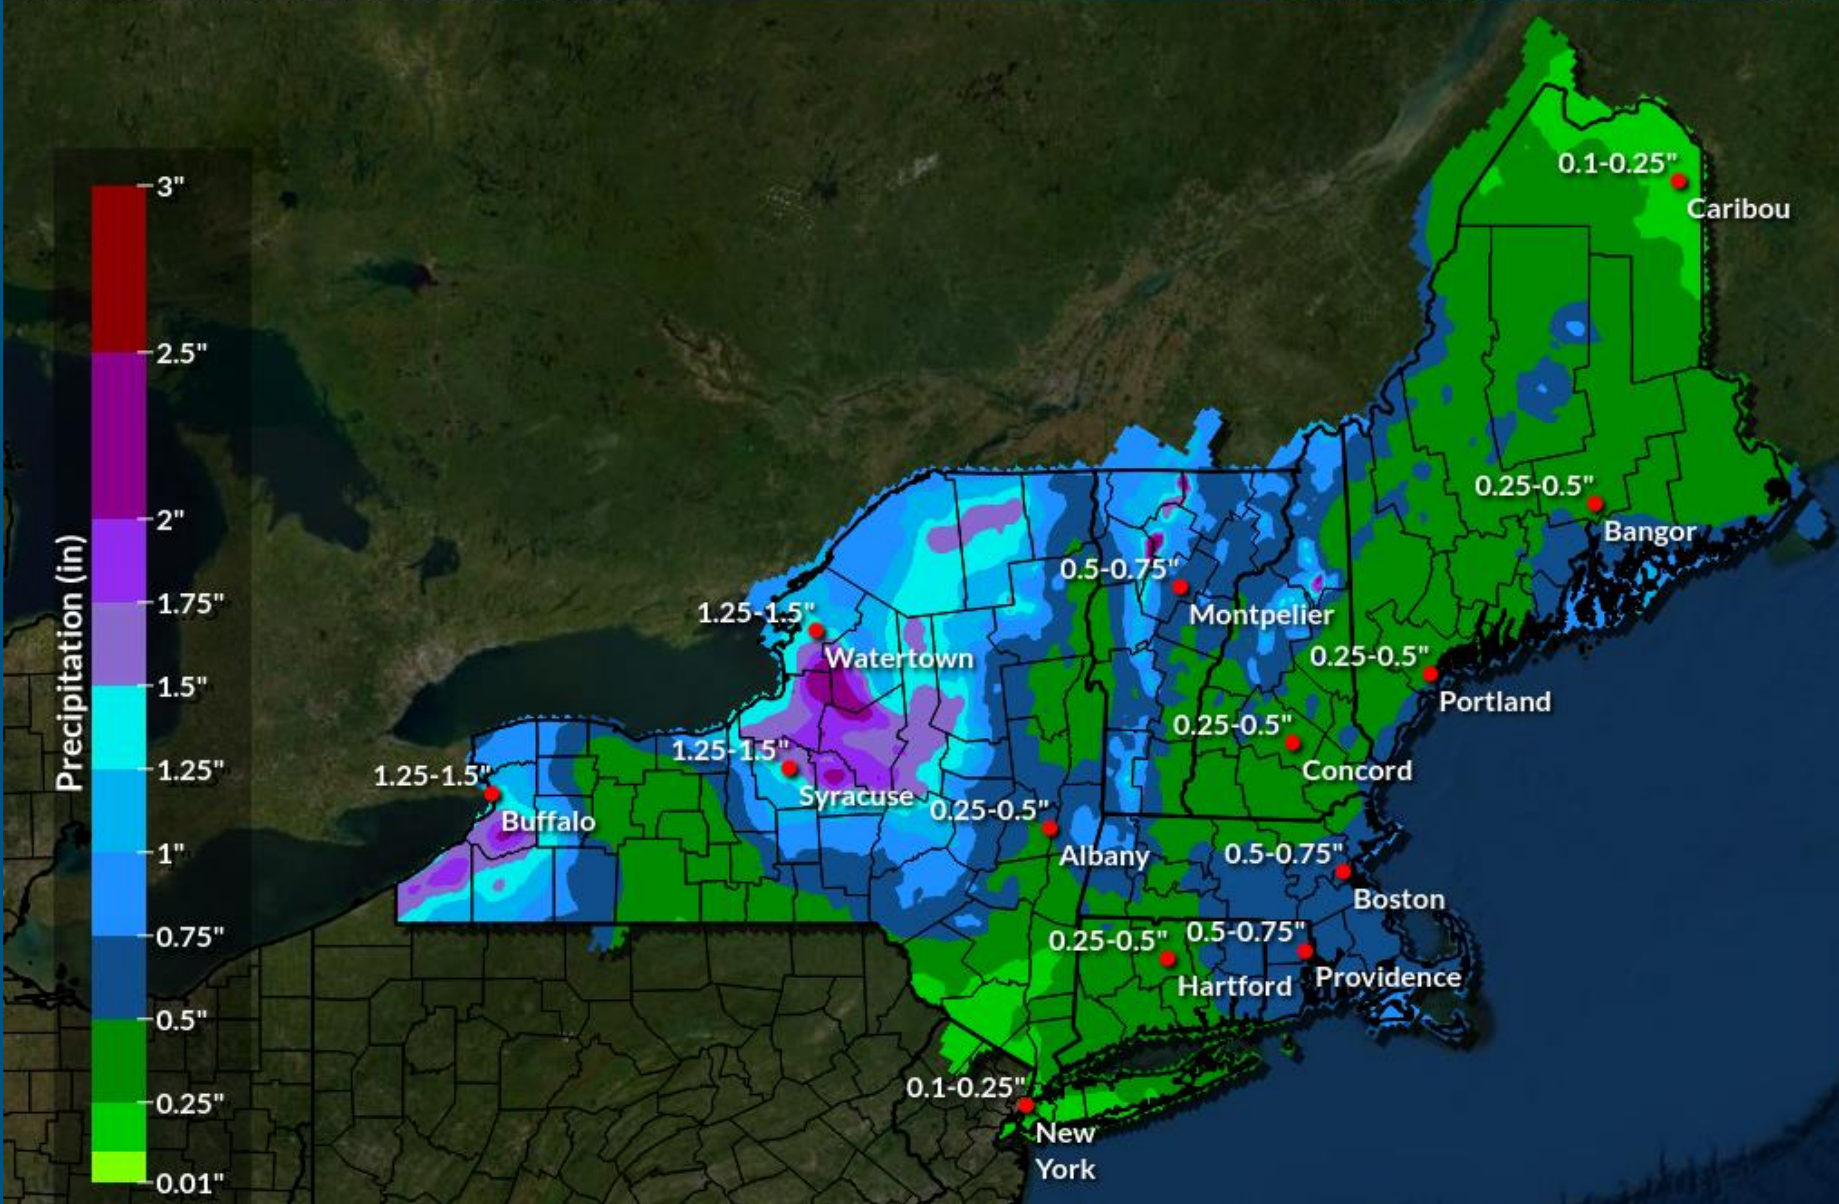 3"
2.5"
2"
1.75"
1.5"
1.25"
1"
0.75"
0.5"
0.25"
0.01"
Precipitation (in)
0.1-0.25"
Caribou
0.25-0.5"
Bangor
0.5-0.75"
Montpelier
1.25-1.5"
Watertown
0.25-0.5"
Portland
0.25-0.5"
Concord
1.25-1.5"
Syracuse
1.25-1.5"
Buffalo
0.25-0.5"
Albany
0.5-0.75"
Boston
0.25-0.5"
Hartford
0.5-0.75"
Providence
0.1-0.25"
New
York